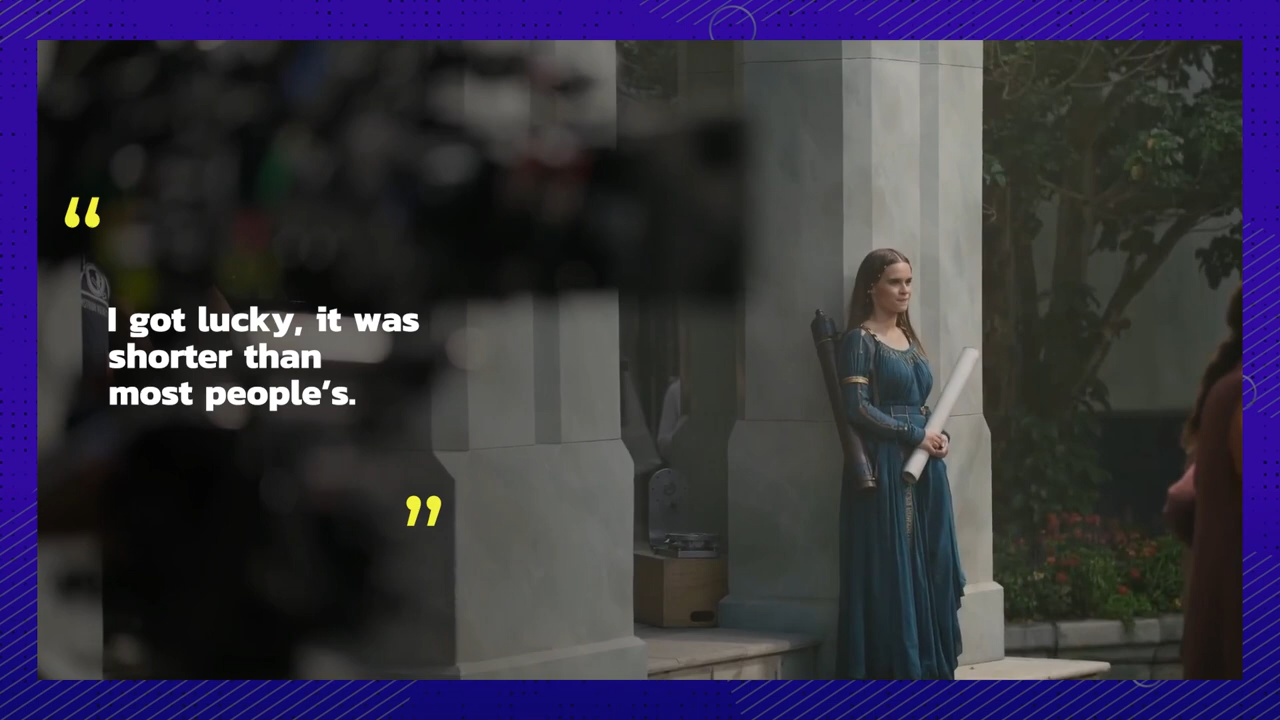 “
I got lucky, it was
shorter than
most people’s.
”